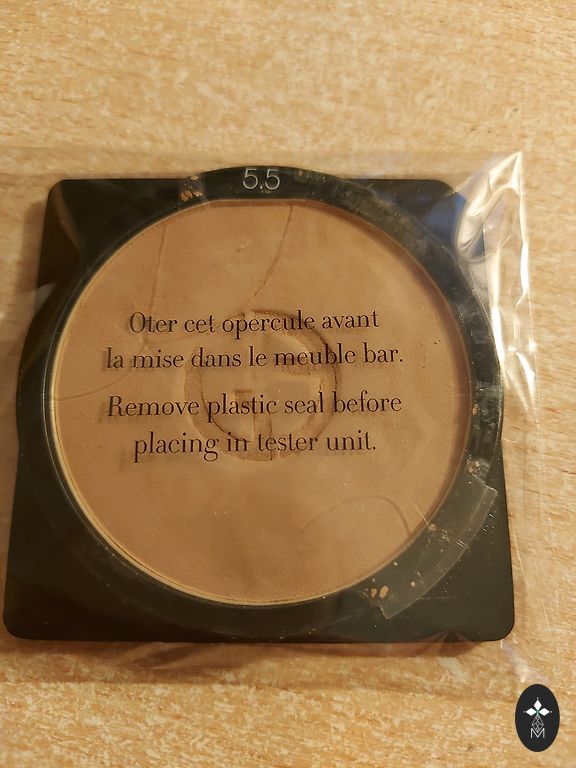 5.5
Oter cet opercule avant
la mise dans le meuble bar.
Remove plastic seal before
placing in tester unit.
M